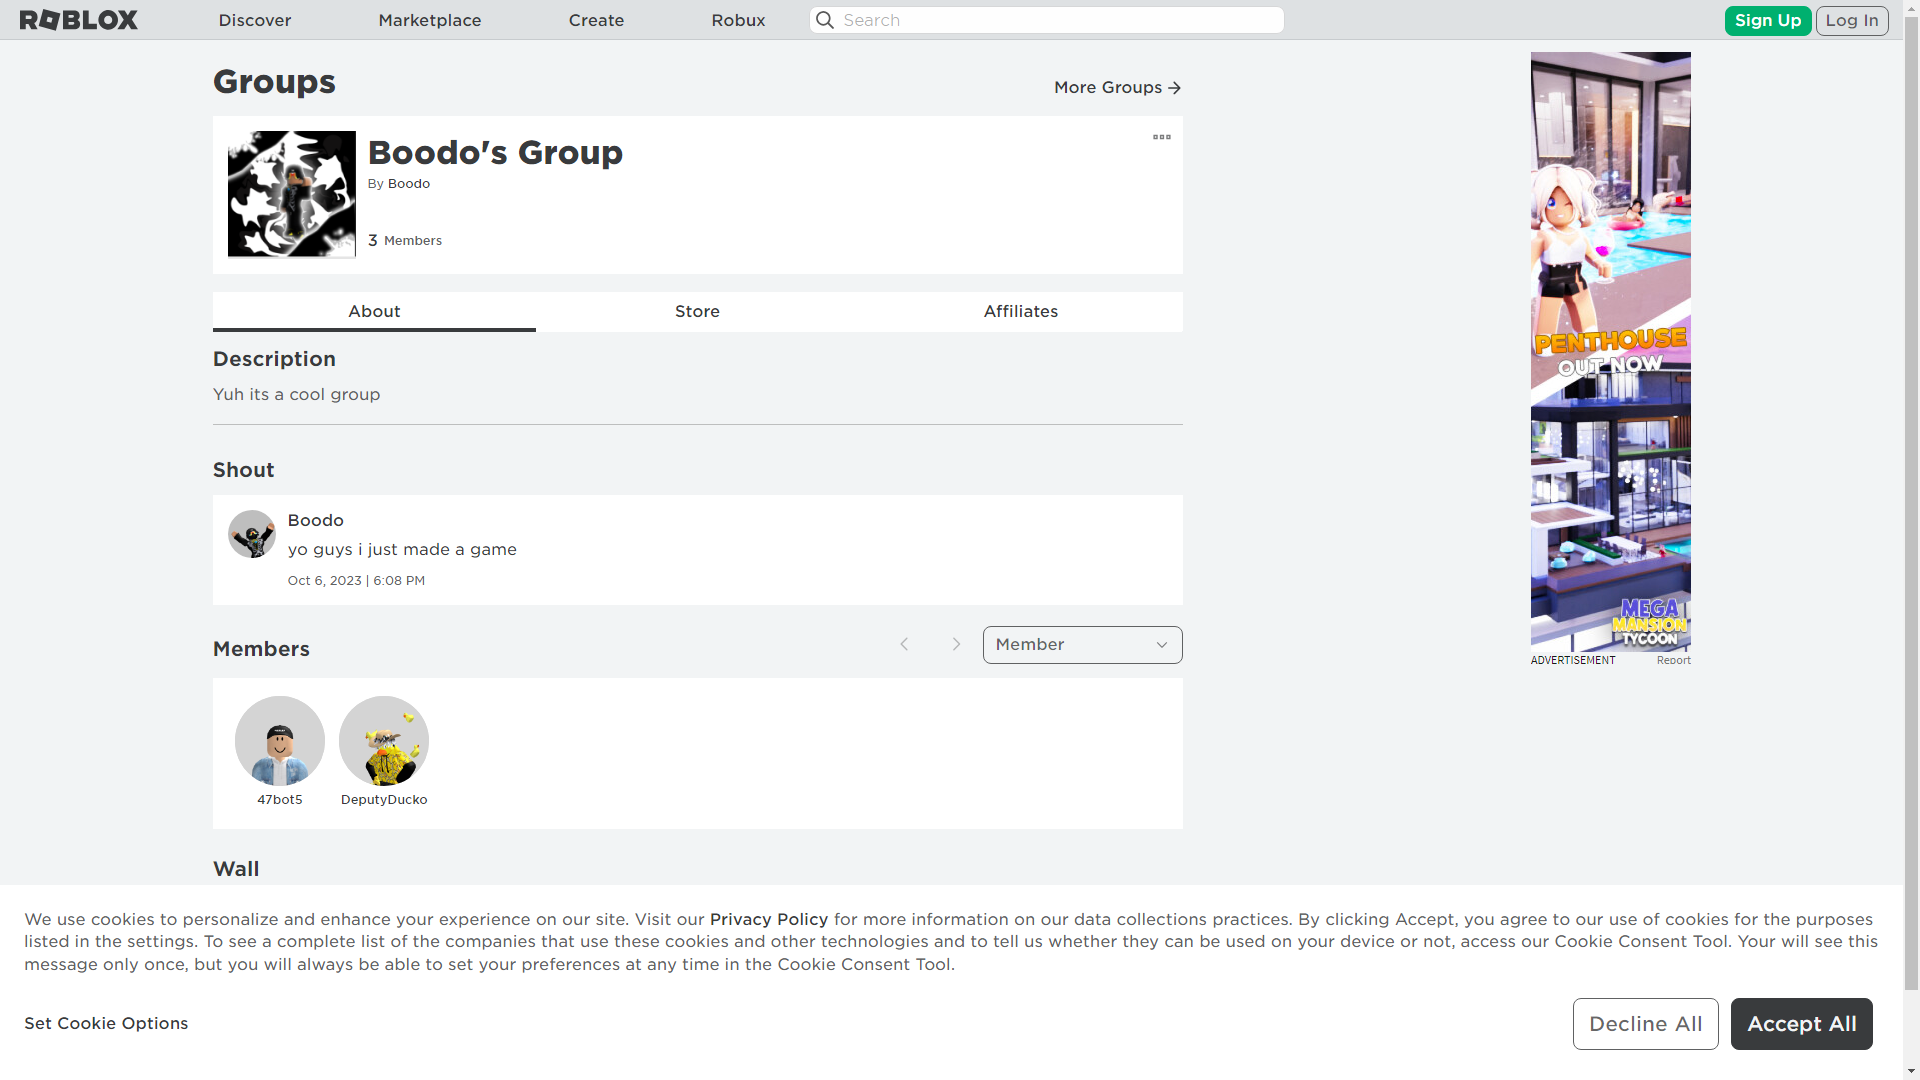 ROBLOX
Discover
Marketplace
Create
Robux
Search
Sign Up
Log In
Groups
More Groups
Boodo's Group
By Boodo
3 Members
About
Store
Affiliates
Description
Yuh its a cool group
Shout
Boodo
yo guys i just made a game
Oct 6, 2023 | 6:08 PM
Members
Member
47bot5
DeputyDucko
Wall
PENTHOUSE
OUT NOW
MEGA
MANSION
TYCOON
ADVERTISEMENT
Report
We use cookies to personalize and enhance your experience on our site. Visit our Privacy Policy for more information on our data collections practices. By clicking Accept, you agree to our use of cookies for the purposes
listed in the settings. To see a complete list of the companies that use these cookies and other technologies and to tell us whether they can be used on your device or not, access our Cookie Consent Tool. Your will see this
message only once, but you will always be able to set your preferences at any time in the Cookie Consent Tool.
Set Cookie Options
Decline All
Accept All